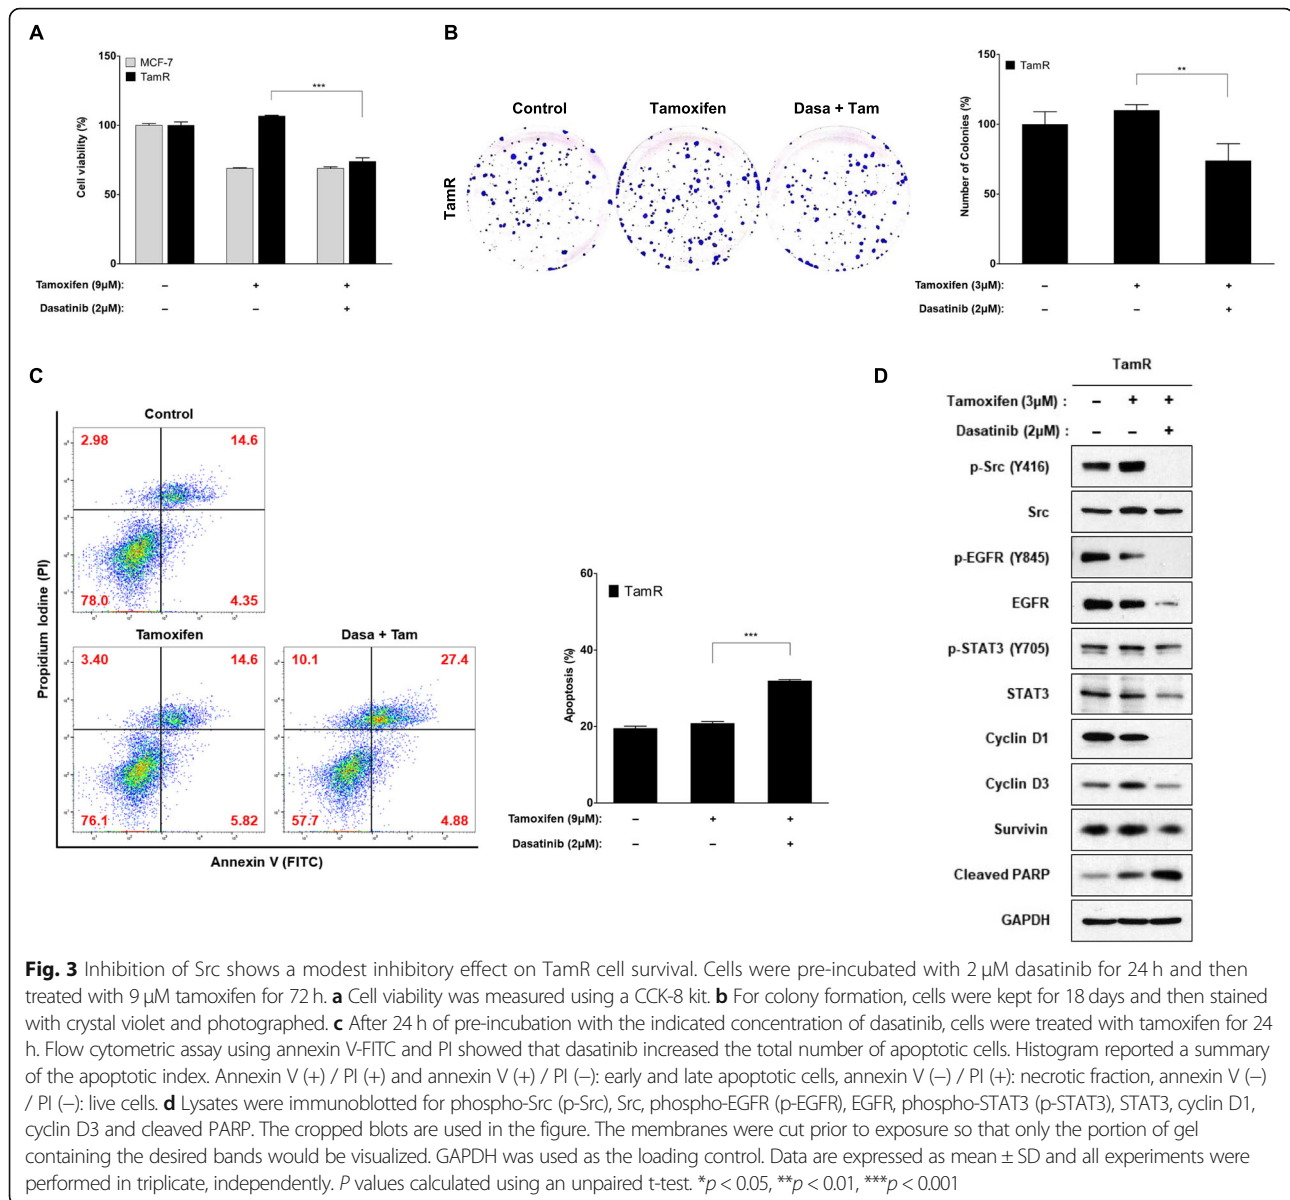 A
150
MCF-7
TamR
***
100
50
0
Cell viability (%)
Tamoxifen (9μM): – + +
Dasatinib (2μM): – – +
B
Control Tamoxifen Dasa + Tam
TamR
150
TamR
**
100
50
0
Number of Colonies (%)
Tamoxifen (3μM): – + +
Dasatinib (2μM): – – +
C
Control
2.98 14.6
78.0 4.35
Tamoxifen
3.40 14.6
76.1 5.82
Dasa + Tam
10.1 27.4
57.7 4.88
Propidium Iodine (PI)
Annexin V (FITC)
60
TamR
***
40
20
0
Apoptosis (%)
Tamoxifen (9μM): – + +
Dasatinib (2μM): – – +
D
TamR
Tamoxifen (3μM) : – + +
Dasatinib (2μM) : – – +
p-Src (Y416)
Src
p-EGFR (Y845)
EGFR
p-STAT3 (Y705)
STAT3
Cyclin D1
Cyclin D3
Survivin
Cleaved PARP
GAPDH
Fig. 3 Inhibition of Src shows a modest inhibitory effect on TamR cell survival. Cells were pre-incubated with 2 μM dasatinib for 24 h and then
treated with 9 μM tamoxifen for 72 h. a Cell viability was measured using a CCK-8 kit. b For colony formation, cells were kept for 18 days and then stained
with crystal violet and photographed. c After 24 h of pre-incubation with the indicated concentration of dasatinib, cells were treated with tamoxifen for 24
h. Flow cytometric assay using annexin V-FITC and PI showed that dasatinib increased the total number of apoptotic cells. Histogram reported a summary
of the apoptotic index. Annexin V (+) / PI (+) and annexin V (+) / PI (–): early and late apoptotic cells, annexin V (–) / PI (+): necrotic fraction, annexin V (–)
/ PI (–): live cells. d Lysates were immunoblotted for phospho-Src (p-Src), Src, phospho-EGFR (p-EGFR), EGFR, phospho-STAT3 (p-STAT3), STAT3, cyclin D1,
cyclin D3 and cleaved PARP. The cropped blots are used in the figure. The membranes were cut prior to exposure so that only the portion of gel
containing the desired bands would be visualized. GAPDH was used as the loading control. Data are expressed as mean ± SD and all experiments were
performed in triplicate, independently. P values calculated using an unpaired t-test. *p < 0.05, **p < 0.01, ***p < 0.001